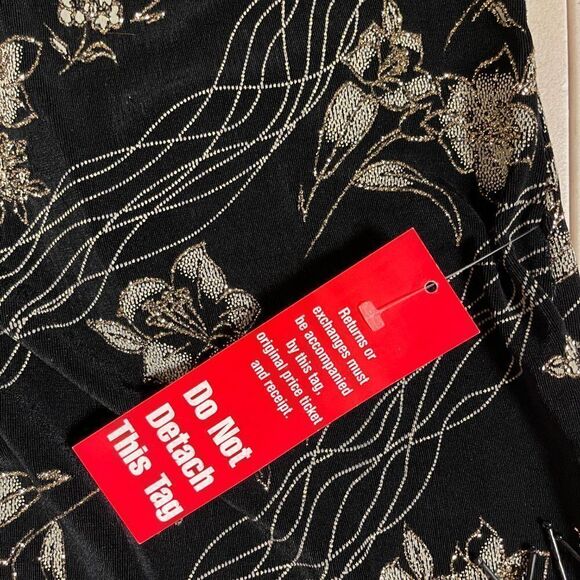 Returns or
exchanges must
be accompanied
by this tag,
original price ticket
and receipt.
Do Not
Detach
This Tag